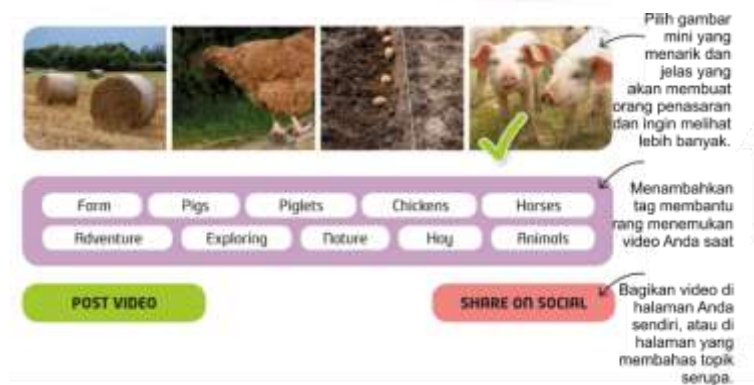 Pilih gambar
mini yang
menarik dan
jelas yang
akan membuat
orang penasaran
dan ingin melihat
lebih banyak.
Farm Pigs Piglets Chickens Horses
Adventure Exploring Nature Hay Animals
Menambahkan
tag membantu
rang menemukan
video Anda saat
POST VIDEO
SHARE ON SOCIAL
Bagikan video di
halaman Anda
sendiri, atau di
halaman yang
membahas topik
serupa.